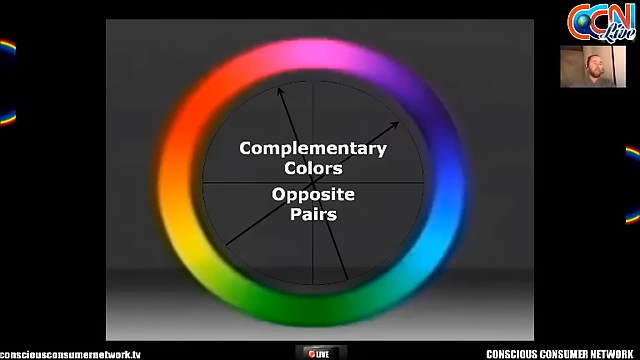 CCN
Live
Complementary
Colors
Opposite
Pairs
consciousconsumernetwork.tv
LIVE
CONSCIOUS CONSUMER NETWORK